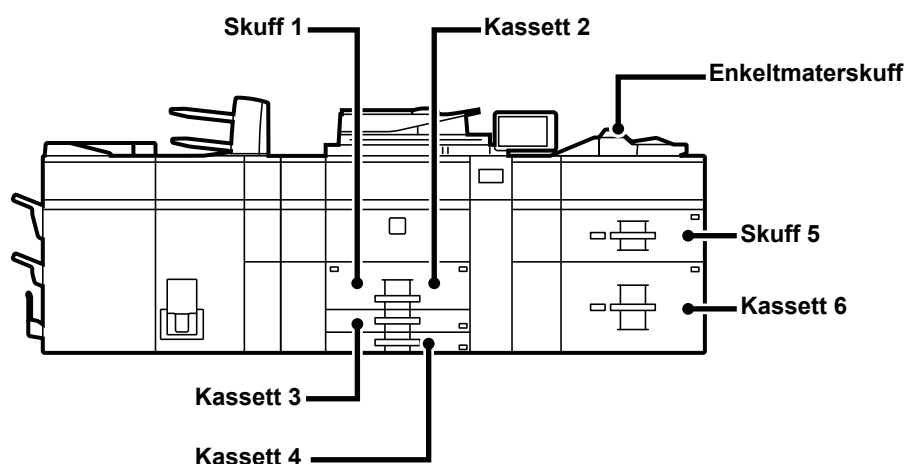 Skuff 1
Kassett 2
Enkeltmaterskuff
Skuff 5
Kassett 6
Kassett 3
Kassett 4